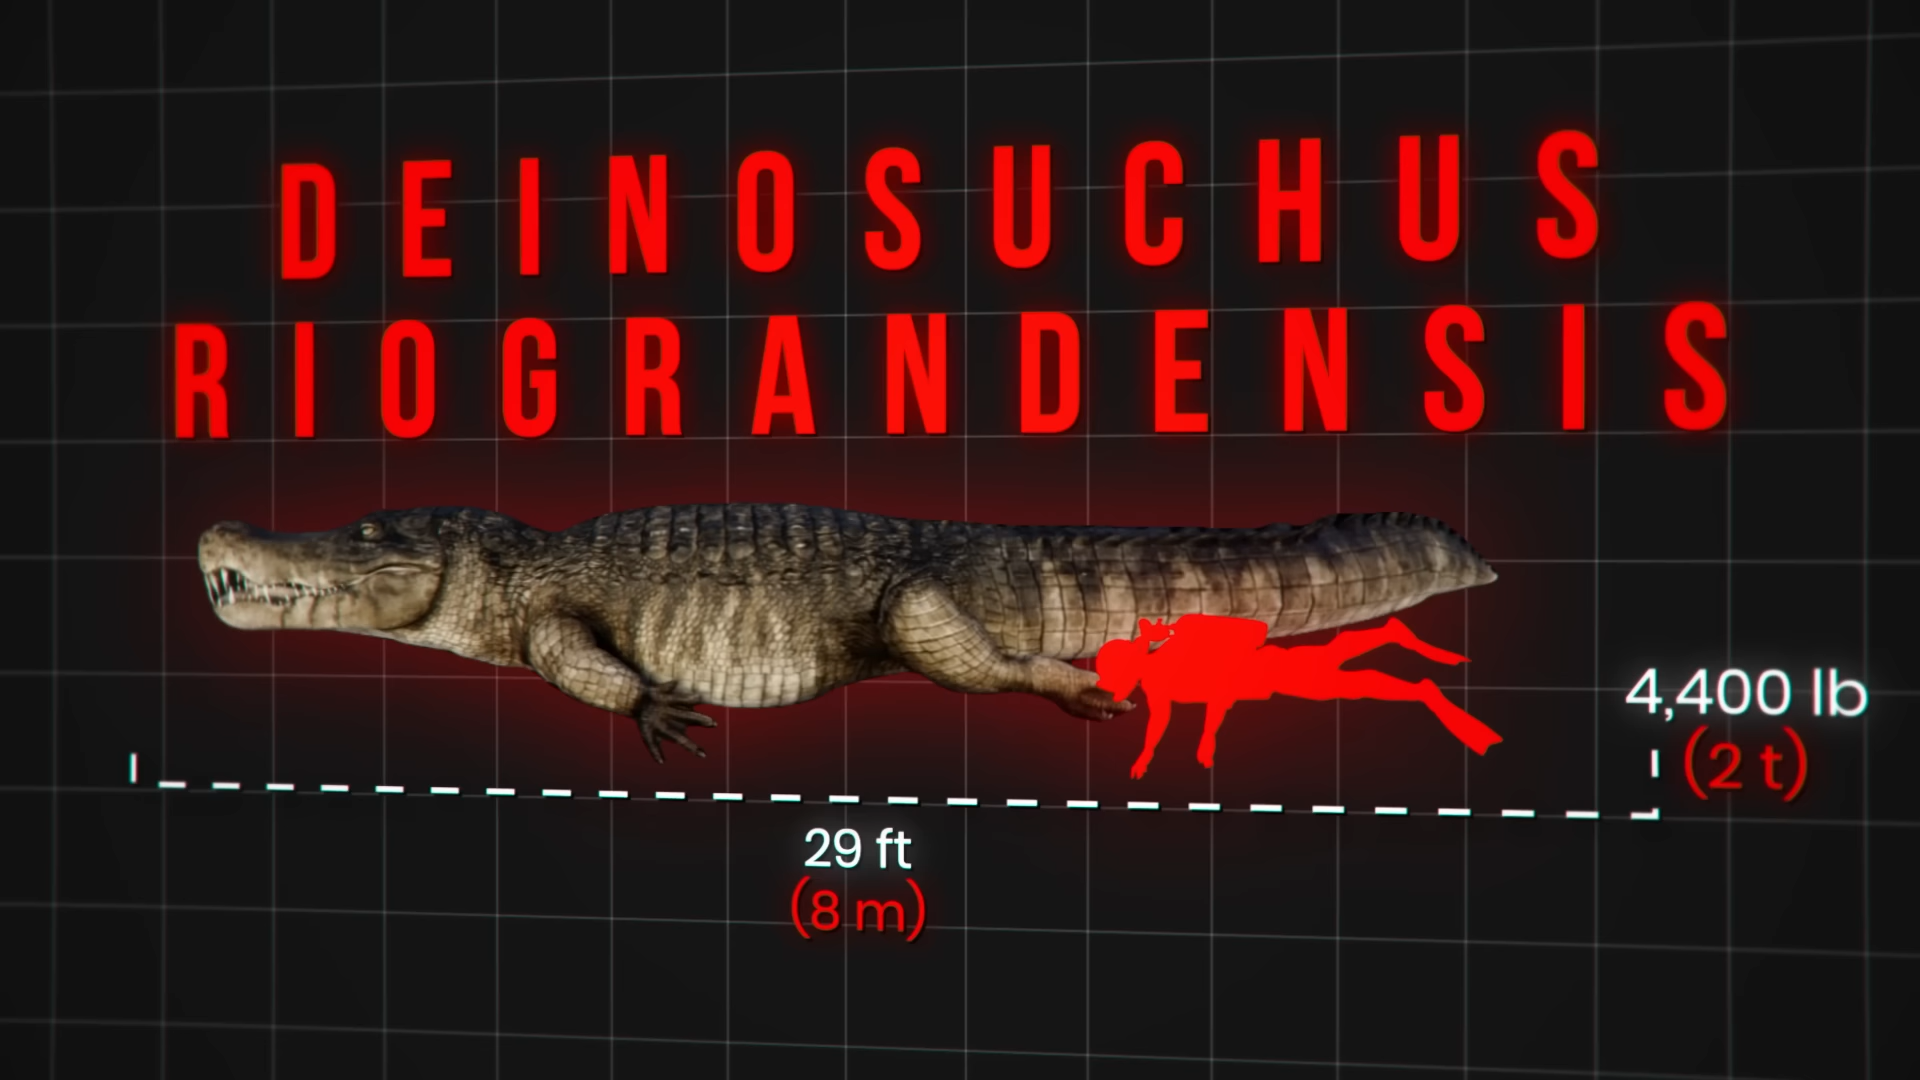 DEINOSUCHUS
RIOGRANDENSIS
4,400 lb
(2 t)
29 ft
(8 m)